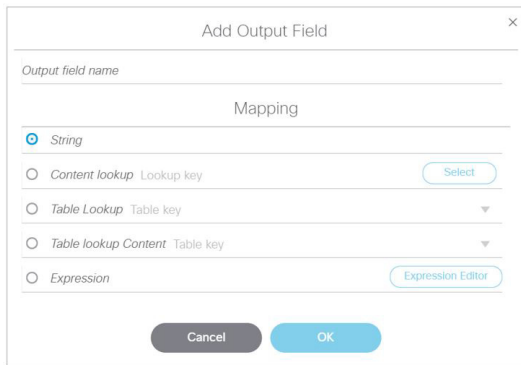 Add Output Field
Output field name
Mapping
String
Content lookup Lookup key Select
Table Lookup Table key
Table lookup Content Table key
Expression Expression Editor
Cancel OK